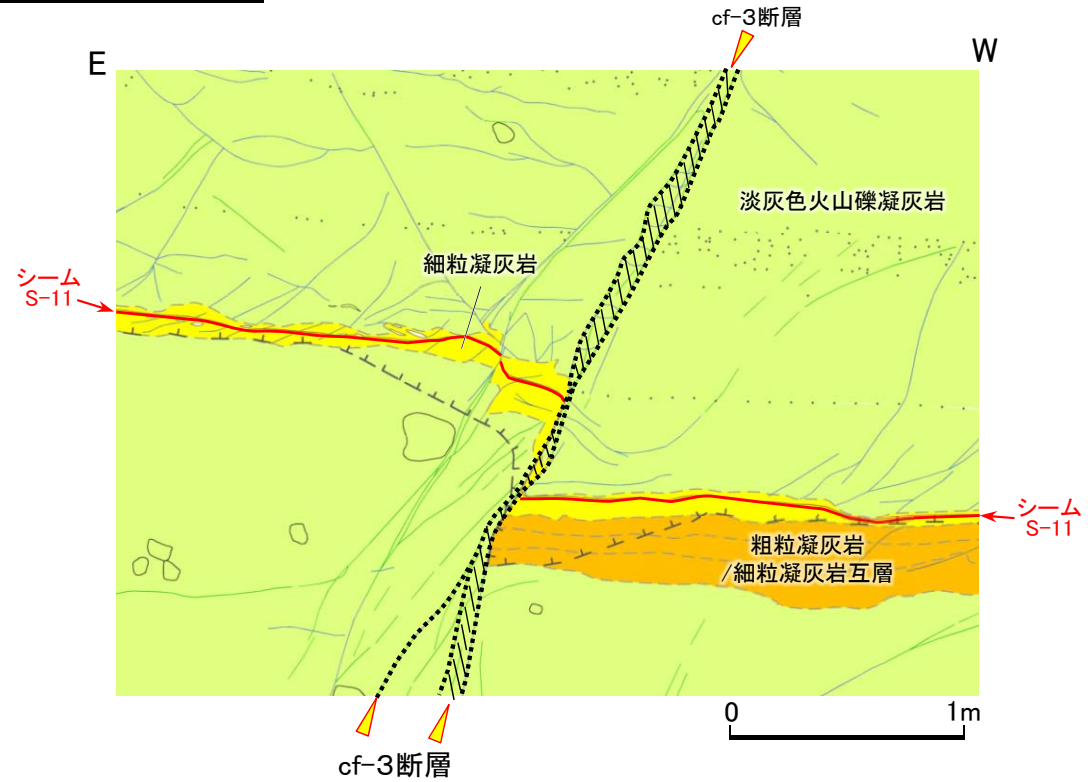 cf-3断層
E
W
淡灰色火山礫凝灰岩
細粒凝灰岩
シーム
S-11
シーム
S-11
粗粒凝灰岩
/細粒凝灰岩互層
0
1m
cf-3断層